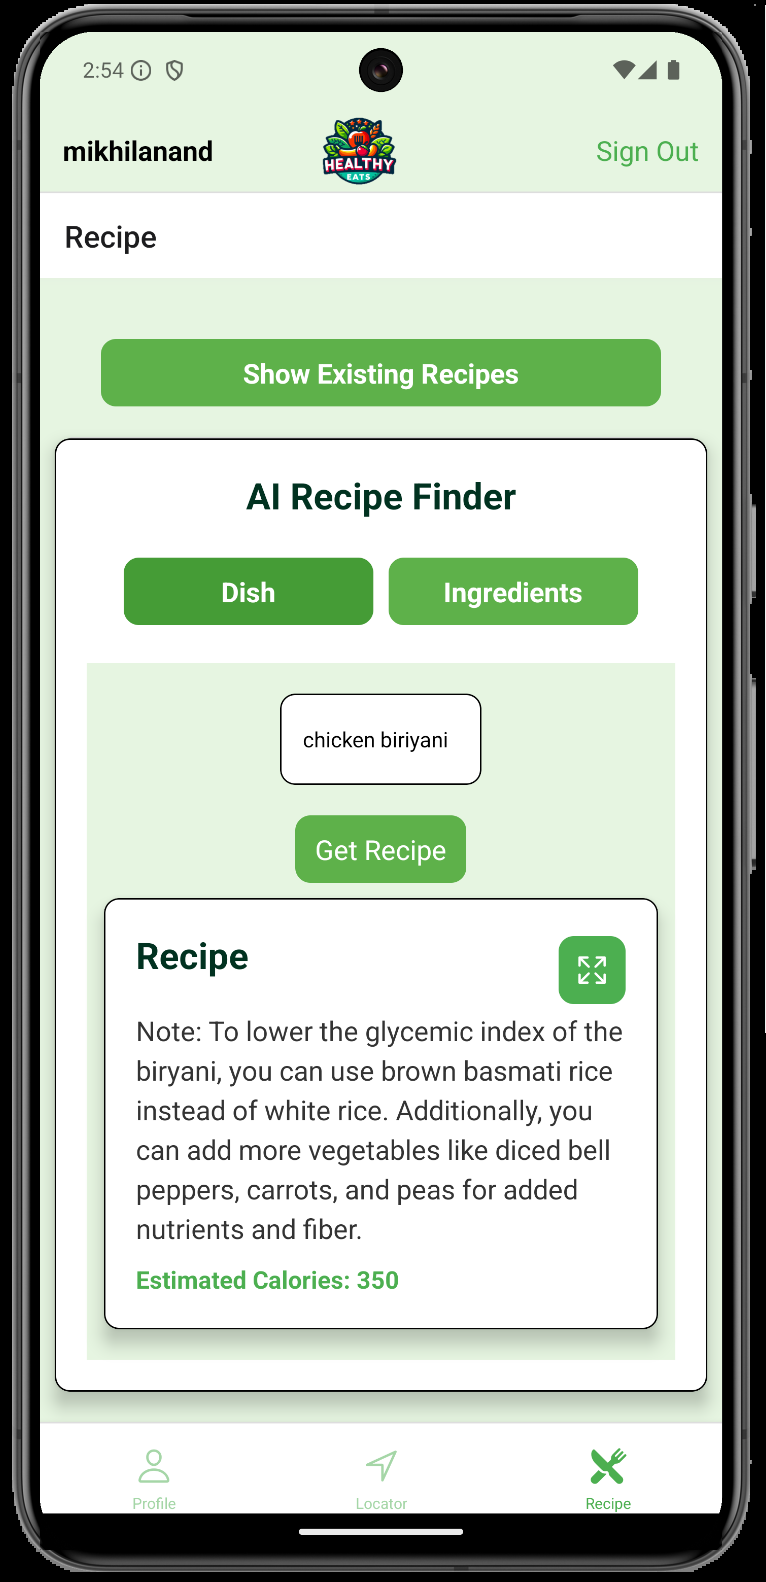 2:54
mikhilanand
HEALTHY
EATS
Sign Out
Recipe
Show Existing Recipes
AI Recipe Finder
Dish
Ingredients
chicken biriyani
Get Recipe
Recipe
Note: To lower the glycemic index of the
biryani, you can use brown basmati rice
instead of white rice. Additionally, you
can add more vegetables like diced bell
peppers, carrots, and peas for added
nutrients and fiber.
Estimated Calories: 350
Profile
Locator
Recipe